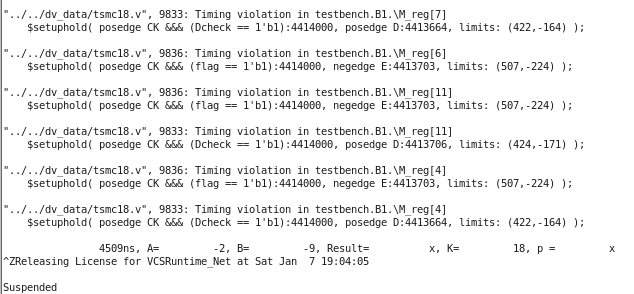 "../../dv_data/tsmc18.v", 9833: Timing violation in testbench.B1.\M_reg[7]
$setuphold( posedge CK &&& (Dcheck == 1'b1):4414000, posedge D:4413664, limits: (422,-164) );
"../../dv_data/tsmc18.v", 9836: Timing violation in testbench.B1.\M_reg[6]
$setuphold( posedge CK &&& (flag == 1'b1):4414000, negedge E:4413703, limits: (507,-224) );
"../../dv_data/tsmc18.v", 9836: Timing violation in testbench.B1.\M_reg[11]
$setuphold( posedge CK &&& (flag == 1'b1):4414000, negedge E:4413703, limits: (507,-224) );
"../../dv_data/tsmc18.v", 9833: Timing violation in testbench.B1.\M_reg[11]
$setuphold( posedge CK &&& (Dcheck == 1'b1):4414000, posedge D:4413706, limits: (424,-171) );
"../../dv_data/tsmc18.v", 9836: Timing violation in testbench.B1.\M_reg[4]
$setuphold( posedge CK &&& (flag == 1'b1):4414000, negedge E:4413703, limits: (507,-224) );
"../../dv_data/tsmc18.v", 9833: Timing violation in testbench.B1.\M_reg[4]
$setuphold( posedge CK &&& (Dcheck == 1'b1):4414000, posedge D:4413664, limits: (422,-164) );
4509ns, A= -2, B= -9, Result= x, K= 18, p = x
^ZReleasing License for VCSRuntime_Net at Sat Jan 7 19:04:05
Suspended